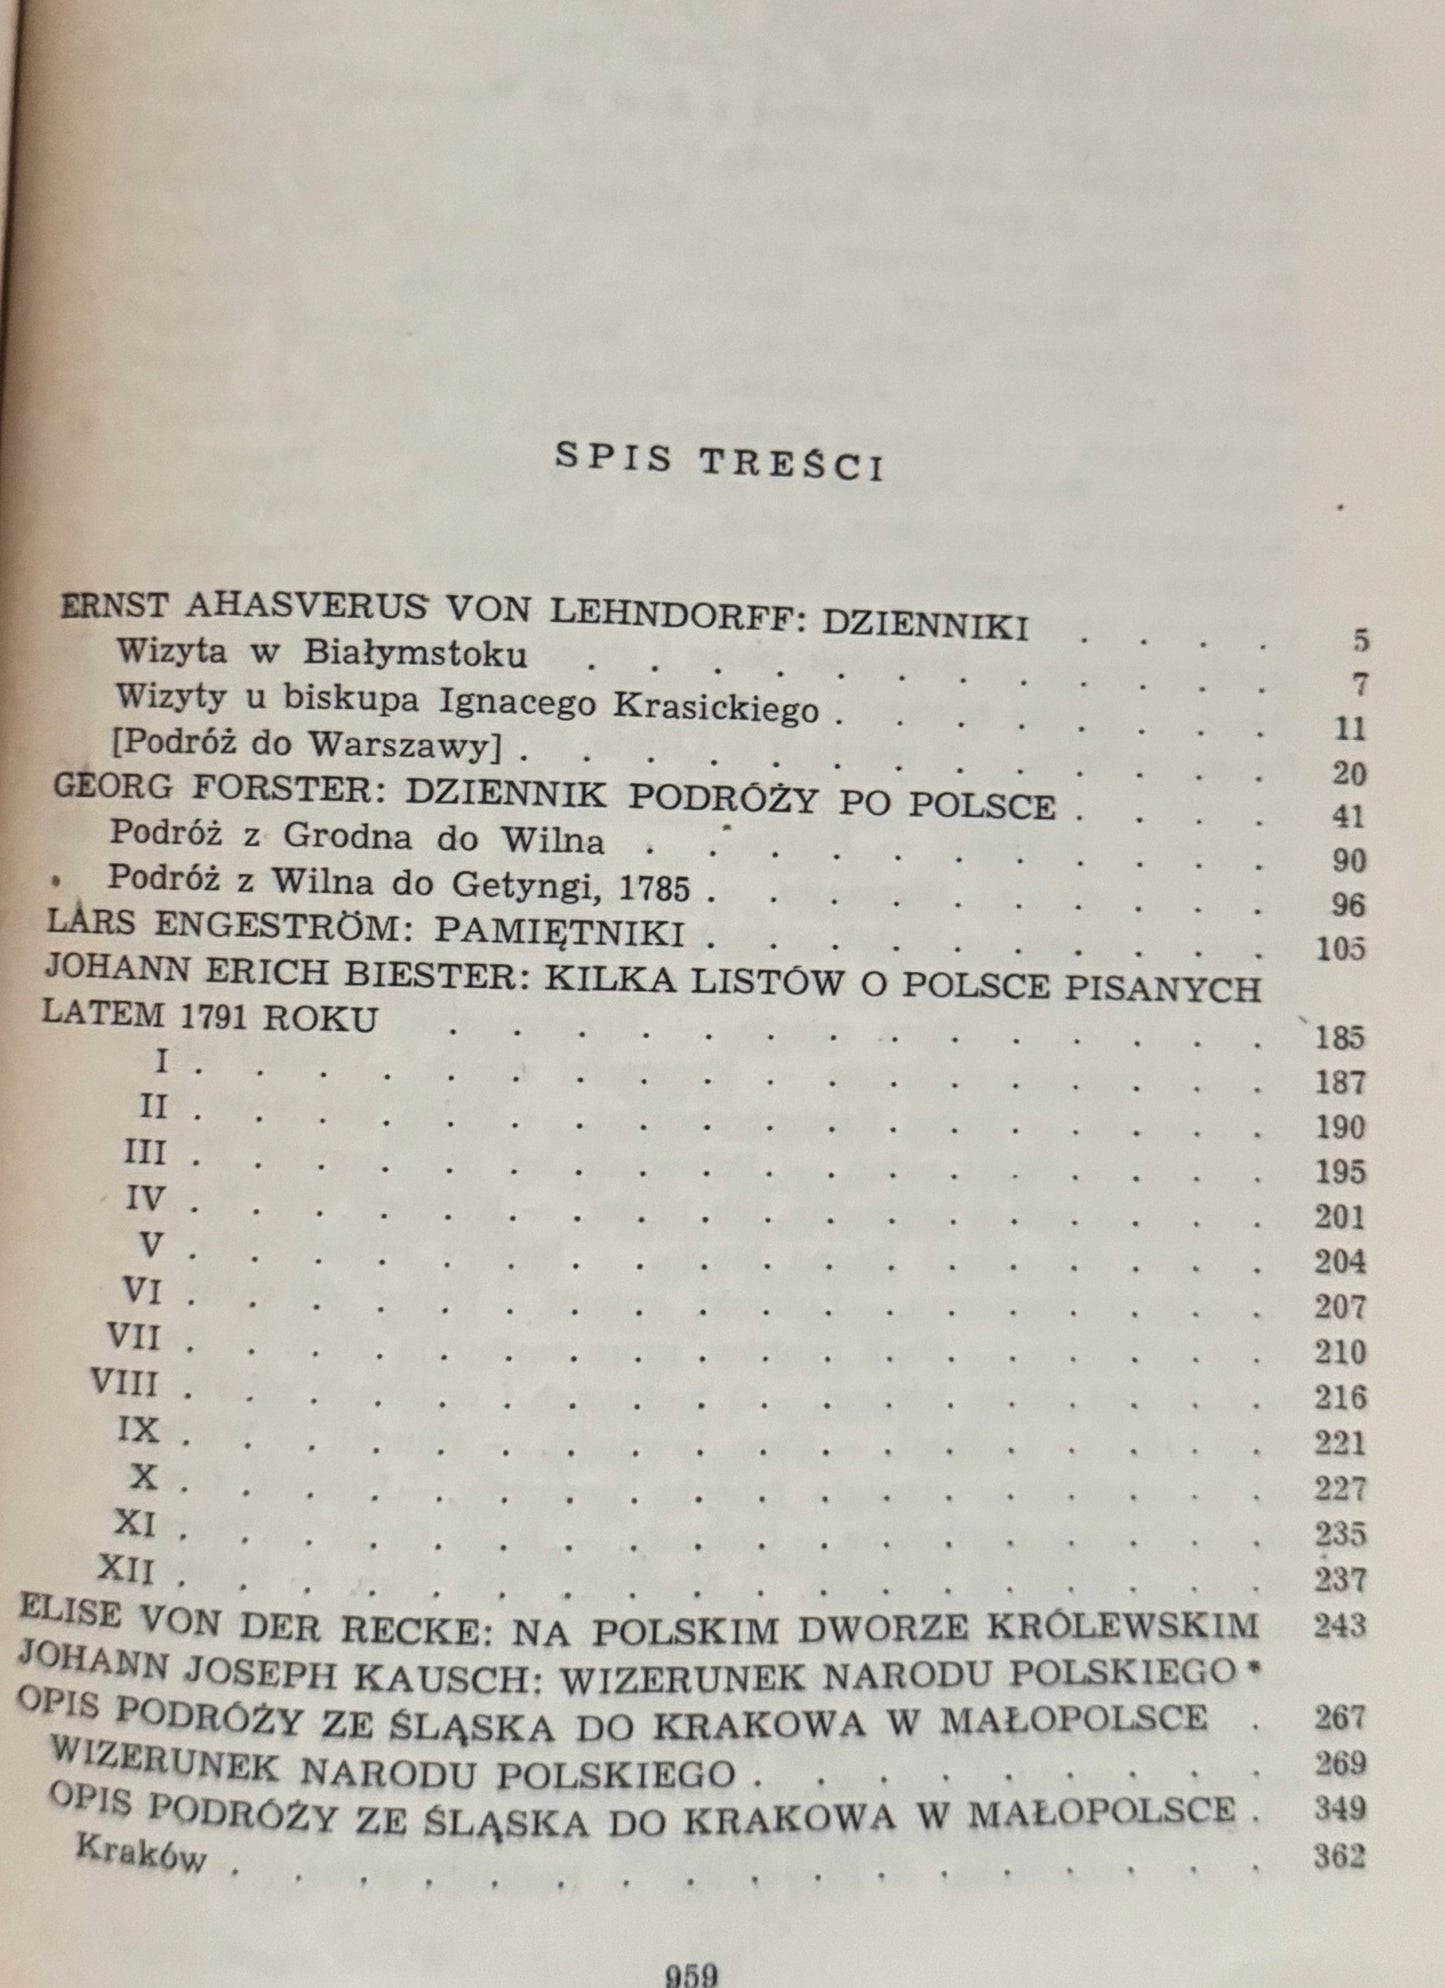 SPIS TREŚCI
ERNST AHASVERUS VON LEHNDORFF: DZIENNIKI . . . . 5
Wizyta w Białymstoku . . . . . . . . . . . . 7
Wizyty u biskupa Ignacego Krasickiego . . . . . . . . 11
[Podróż do Warszawy] . . . . . . . . . . . . . 20
GEORG FORSTER: DZIENNIK PODRÓŻY PO POLSCE . . . . 41
Podróż z Grodna do Wilna . . . . . . . . . . . 90
Podróż z Wilna do Getyngi, 1785 . . . . . . . . . . 96
LARS ENGESTRÖM: PAMIĘTNIKI . . . . . . . . . . 105
JOHANN ERICH BIESTER: KILKA LISTÓW O POLSCE PISANYCH
LATEM 1791 ROKU . . . . . . . . . . . . . . 185
I . . . . . . . . . . . . . . . . . . 187
II . . . . . . . . . . . . . . . . . . 190
III . . . . . . . . . . . . . . . . . . 195
IV . . . . . . . . . . . . . . . . . . 201
V . . . . . . . . . . . . . . . . . . 204
VI . . . . . . . . . . . . . . . . . . 207
VII . . . . . . . . . . . . . . . . . . 210
VIII . . . . . . . . . . . . . . . . . . 216
IX . . . . . . . . . . . . . . . . . . 221
X . . . . . . . . . . . . . . . . . . 227
XI . . . . . . . . . . . . . . . . . . 235
XII . . . . . . . . . . . . . . . . . . 237
ELISE VON DER RECKE: NA POLSKIM DWORZE KRÓLEWSKIM 243
JOHANN JOSEPH KAUSCH: WIZERUNEK NARODU POLSKIEGO *
OPIS PODRÓŻY ZE ŚLĄSKA DO KRAKOWA W MAŁOPOLSCE . 267
WIZERUNEK NARODU POLSKIEGO . . . . . . . . . 269
OPIS PODRÓŻY ZE ŚLĄSKA DO KRAKOWA W MAŁOPOLSCE . 349
Kraków . . . . . . . . . . . . . . . . . 362
959